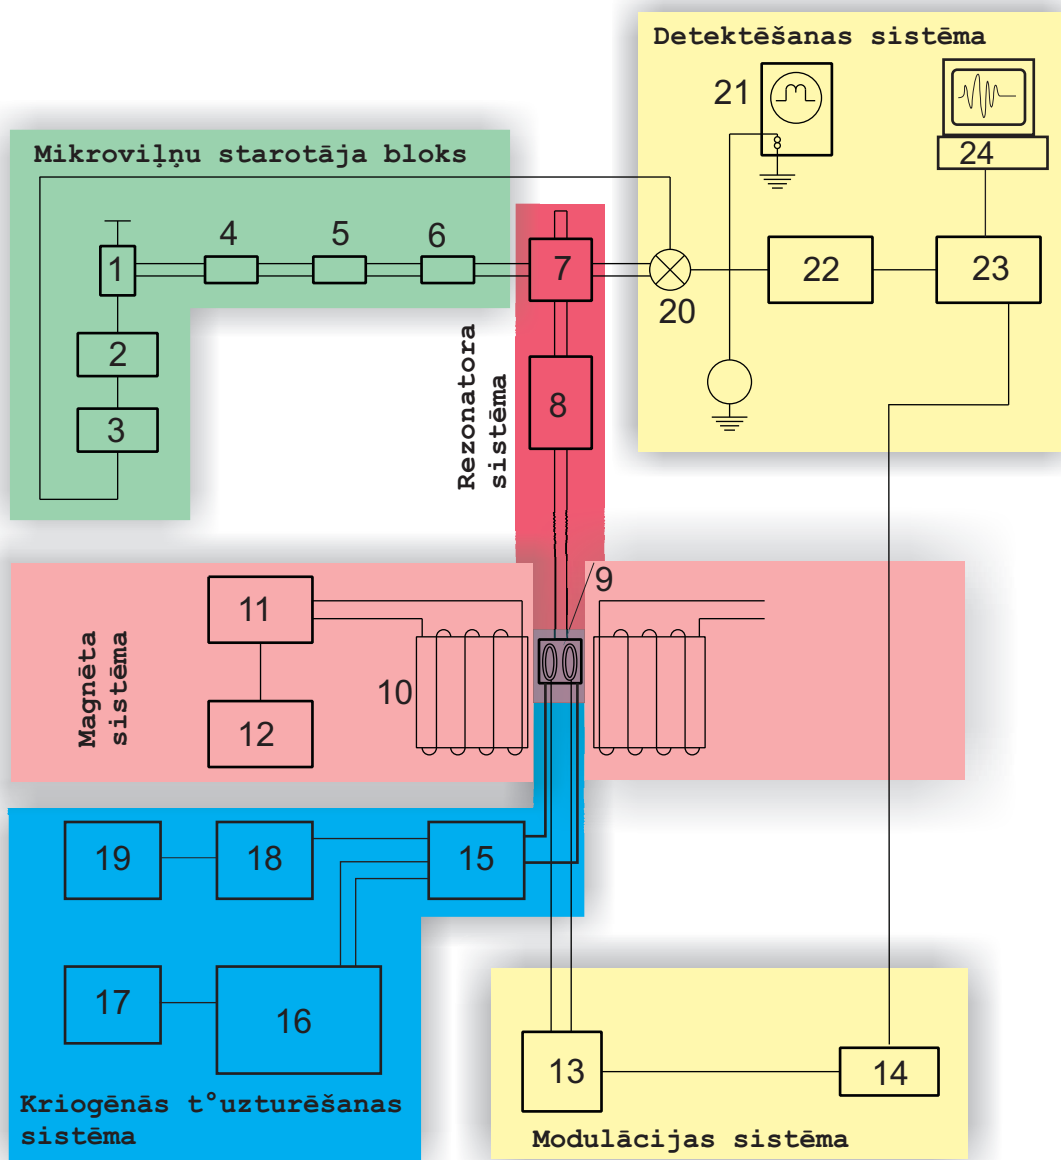 Detektēšanas sistēma
21
24
Mikroviļņu starotāja bloks
4
5
6
1
7
22
23
20
2
8
3
Rezonatora
sistēma
9
11
10
12
Magnēta
sistēma
19
18
15
17
16
13
14
Kriogēnās t°uzturēšanas
sistēma
Modulācijas sistēma